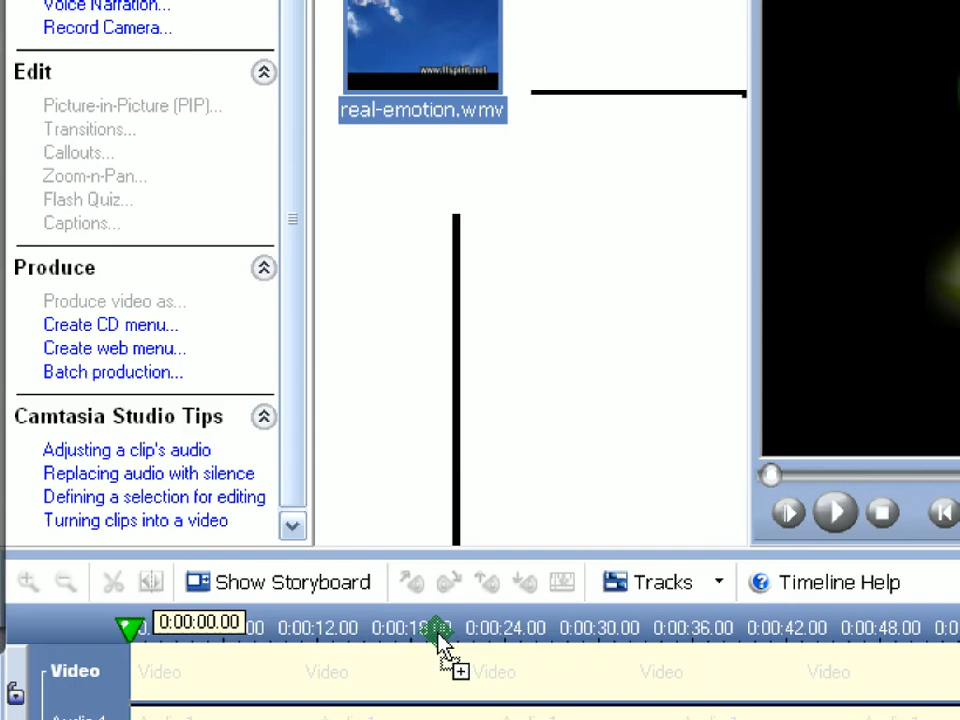 Voice Narration...
Record Camera...
Edit
Picture-in-Picture (PIP)...
Transitions...
Callouts...
Zoom-n-Pan...
Flash Quiz...
Captions...
Produce
Produce video as...
Create CD menu...
Create web menu...
Batch production...
Camtasia Studio Tips
Adjusting a clip's audio
Replacing audio with silence
Defining a selection for editing
Turning clips into a video
real-emotion.wmv
Show Storyboard
Tracks
Timeline Help
0:00:00.00
0:00:12.00
0:00:24.00
0:00:30.00
0:00:36.00
0:00:42.00
0:00:48.00
Video
Video
Video
Video
Video
Video